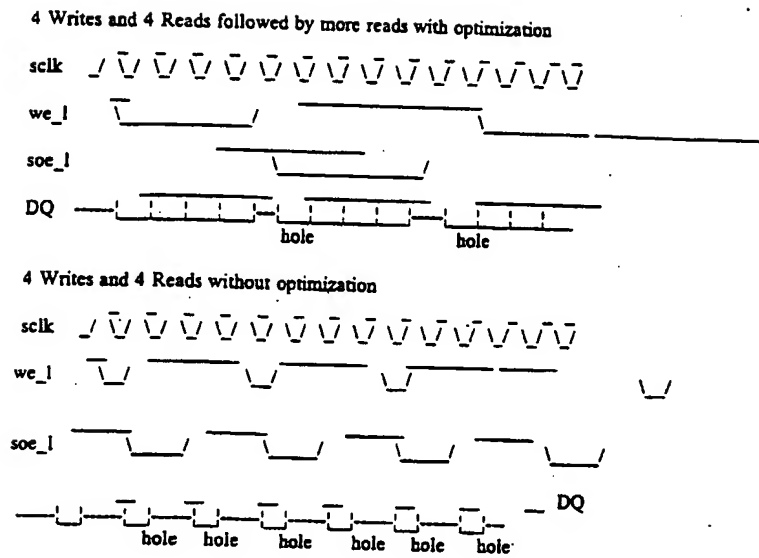 4 Writes and 4 Reads followed by more reads with optimization
sclk
we_l
soe_l
DQ
hole hole
4 Writes and 4 Reads without optimization
sclk
we_l
soe_l
DQ
hole hole hole hole hole hole